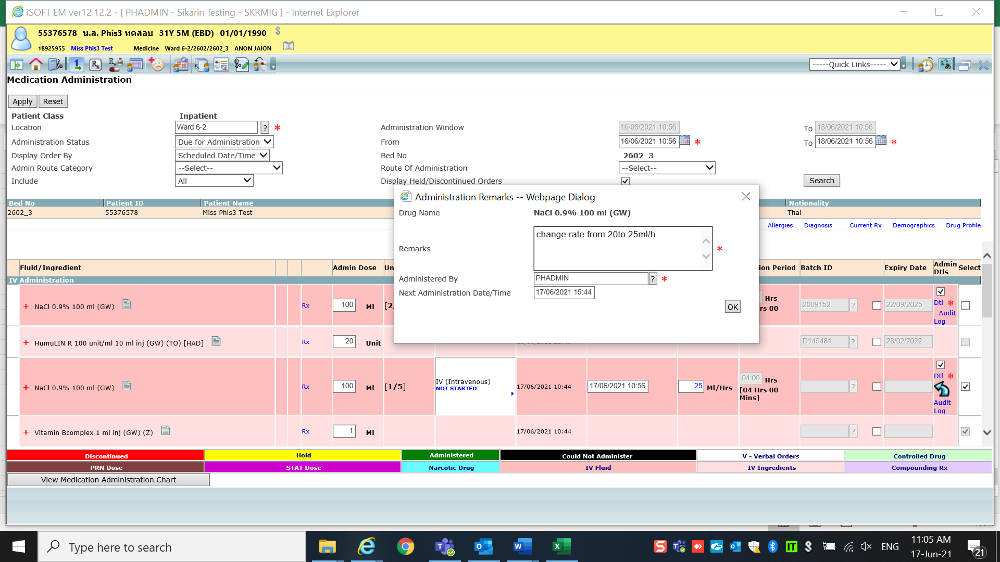 iSOFT EM ver12.12.2 - [ PHADMIN - Sikarin Testing - SKRMIG ] - Internet Explorer
55376578 น.ส. Phis3 ทดสอบ 31Y 5M (EBD) 01/01/1990
18925955 Miss Phis3 Test Medicine Ward 6-2/2602/2602_3 ANON JAION
-----Quick Links-----
Medication Administration
Apply Reset
Patient Class Inpatient
Location Ward 6-2 ? * Administration Window 16/06/2021 10:56 To 18/06/2021 10:56
Administration Status Due for Administration From 16/06/2021 10:56 * To 18/06/2021 10:56 *
Display Order By Scheduled Date/Time Bed No 2602_3
Admin Route Category --Select-- Route Of Administration --Select--
Include All Display Held/Discontinued Orders Search
Bed No Patient ID Patient Name Nationality
2602_3 55376578 Miss Phis3 Test Thai
Allergies Diagnosis Current Rx Demographics Drug Profile
Administration Remarks -- Webpage Dialog
Drug Name NaCl 0.9% 100 ml (GW)
Remarks change rate from 20to 25ml/h *
Administered By PHADMIN ? *
Next Administration Date/Time 17/06/2021 15:44
OK
Fluid/Ingredient Admin Dose Un ion Period Batch ID Expiry Date Admin Dtls Select
IV Administration
+ NaCl 0.9% 100 ml (GW) Rx 100 Ml [2 Hrs 2009152 ? 22/09/2025 Dtl *
rs 00 Audit
Log
+ HumuLIN R 100 unit/ml 10 ml inj (GW) (TO) [HAD] Rx 20 Unit D145481 ? 28/02/2022
+ NaCl 0.9% 100 ml (GW) Rx 100 Ml [1/5] IV (Intravenous) 17/06/2021 10:44 17/06/2021 10:56 25 Ml/Hrs 04:00 Hrs ? Dtl *
NOT STARTED [04 Hrs 00
Mins] Audit
Log
+ Vitamin Bcomplex 1 ml inj (GW) (Z) Rx 1 Ml 17/06/2021 10:44 ?
Discontinued Hold Administered Could Not Administer V - Verbal Orders Controlled Drug
PRN Dose STAT Dose Narcotic Drug IV Fluid IV Ingredients Compounding Rx
View Medication Administration Chart
Type here to search
ENG
11:05 AM
17-Jun-21
21